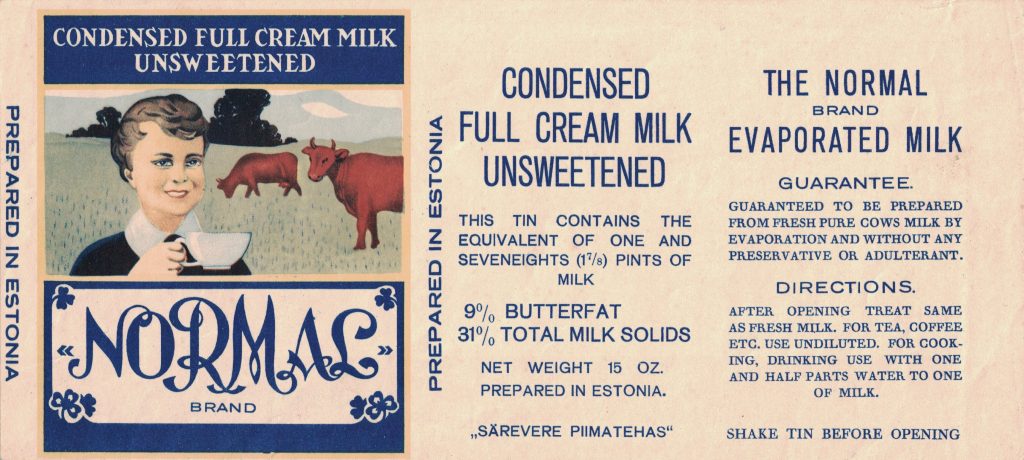 PREPARED IN ESTONIA
CONDENSED FULL CREAM MILK
UNSWEETENED
«NORMAL»
BRAND
PREPARED IN ESTONIA
CONDENSED
FULL CREAM MILK
UNSWEETENED
THIS TIN CONTAINS THE
EQUIVALENT OF ONE AND
SEVENEIGHTS (1⁷/₈) PINTS OF
MILK
9% BUTTERFAT
31% TOTAL MILK SOLIDS
NET WEIGHT 15 OZ.
PREPARED IN ESTONIA.
„SÄREVERE PIIMATEHAS“
THE NORMAL
BRAND
EVAPORATED MILK
GUARANTEE.
GUARANTEED TO BE PREPARED
FROM FRESH PURE COWS MILK BY
EVAPORATION AND WITHOUT ANY
PRESERVATIVE OR ADULTERANT.
DIRECTIONS.
AFTER OPENING TREAT SAME
AS FRESH MILK. FOR TEA, COFFEE
ETC. USE UNDILUTED. FOR COOK-
ING, DRINKING USE WITH ONE
AND HALF PARTS WATER TO ONE
OF MILK.
SHAKE TIN BEFORE OPENING